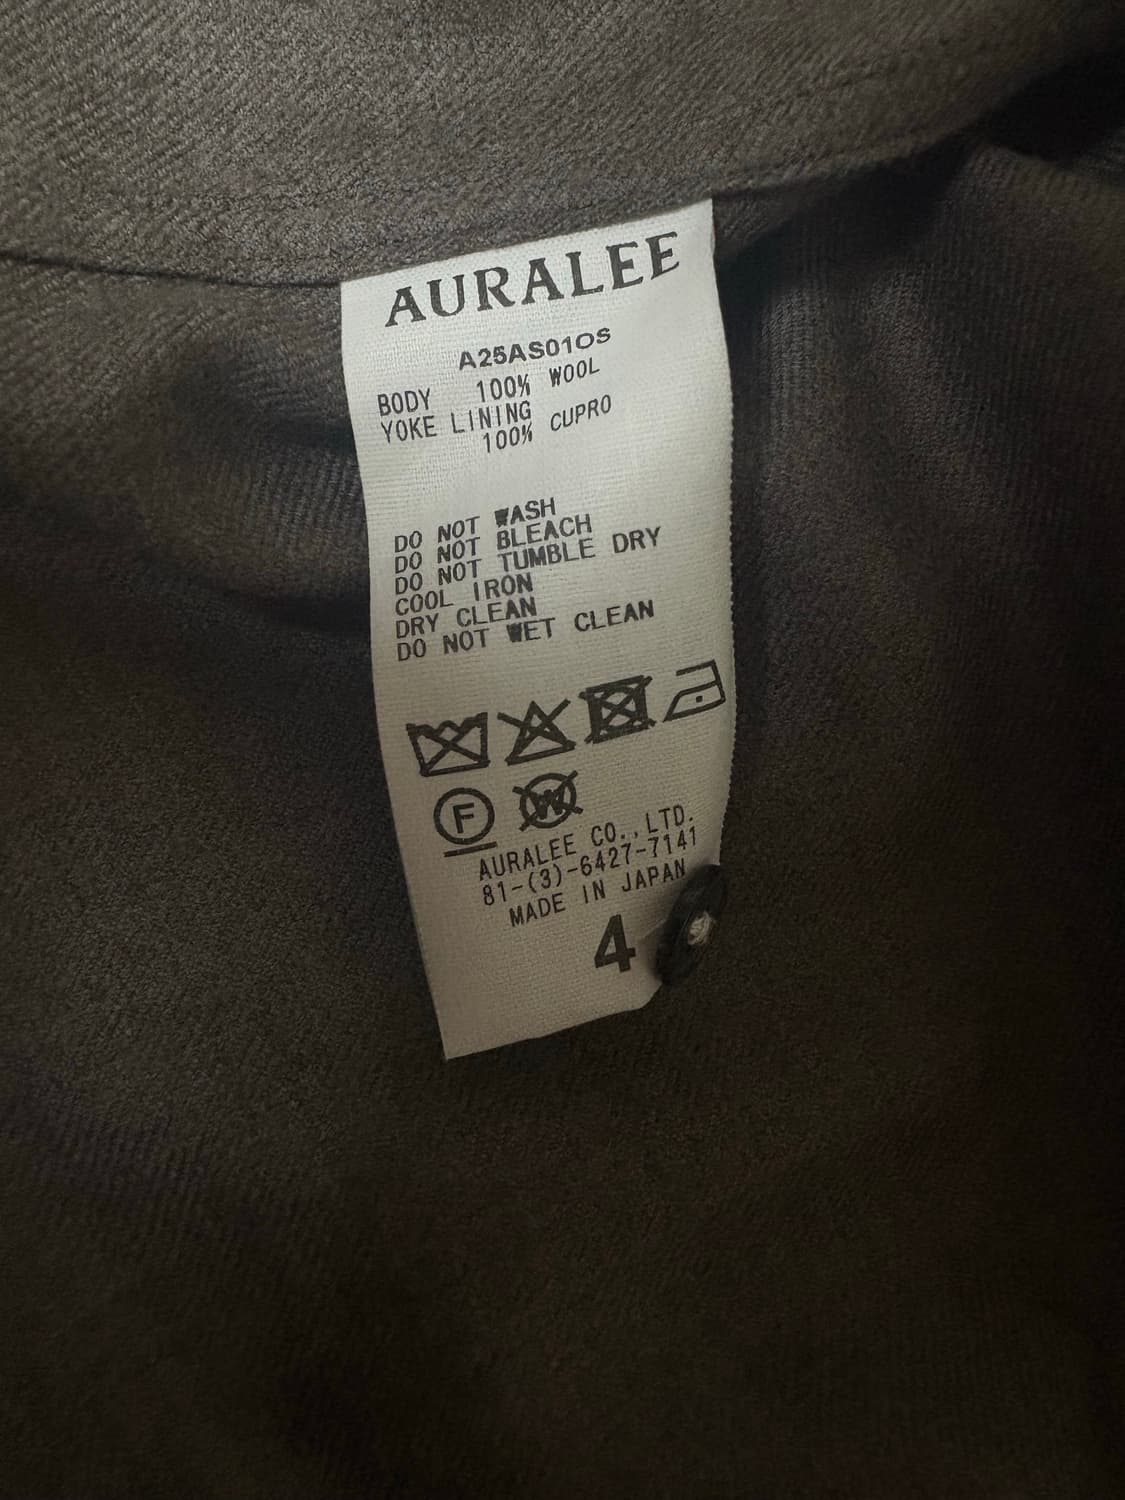 AURALEE
A25AS01OS
BODY 100% WOOL
YOKE LINING
100% CUPRO
DO NOT WASH
DO NOT BLEACH
DO NOT TUMBLE DRY
COOL IRON
DRY CLEAN
DO NOT WET CLEAN
F W
AURALEE CO.,LTD.
81-(3)-6427-7141
MADE IN JAPAN
4